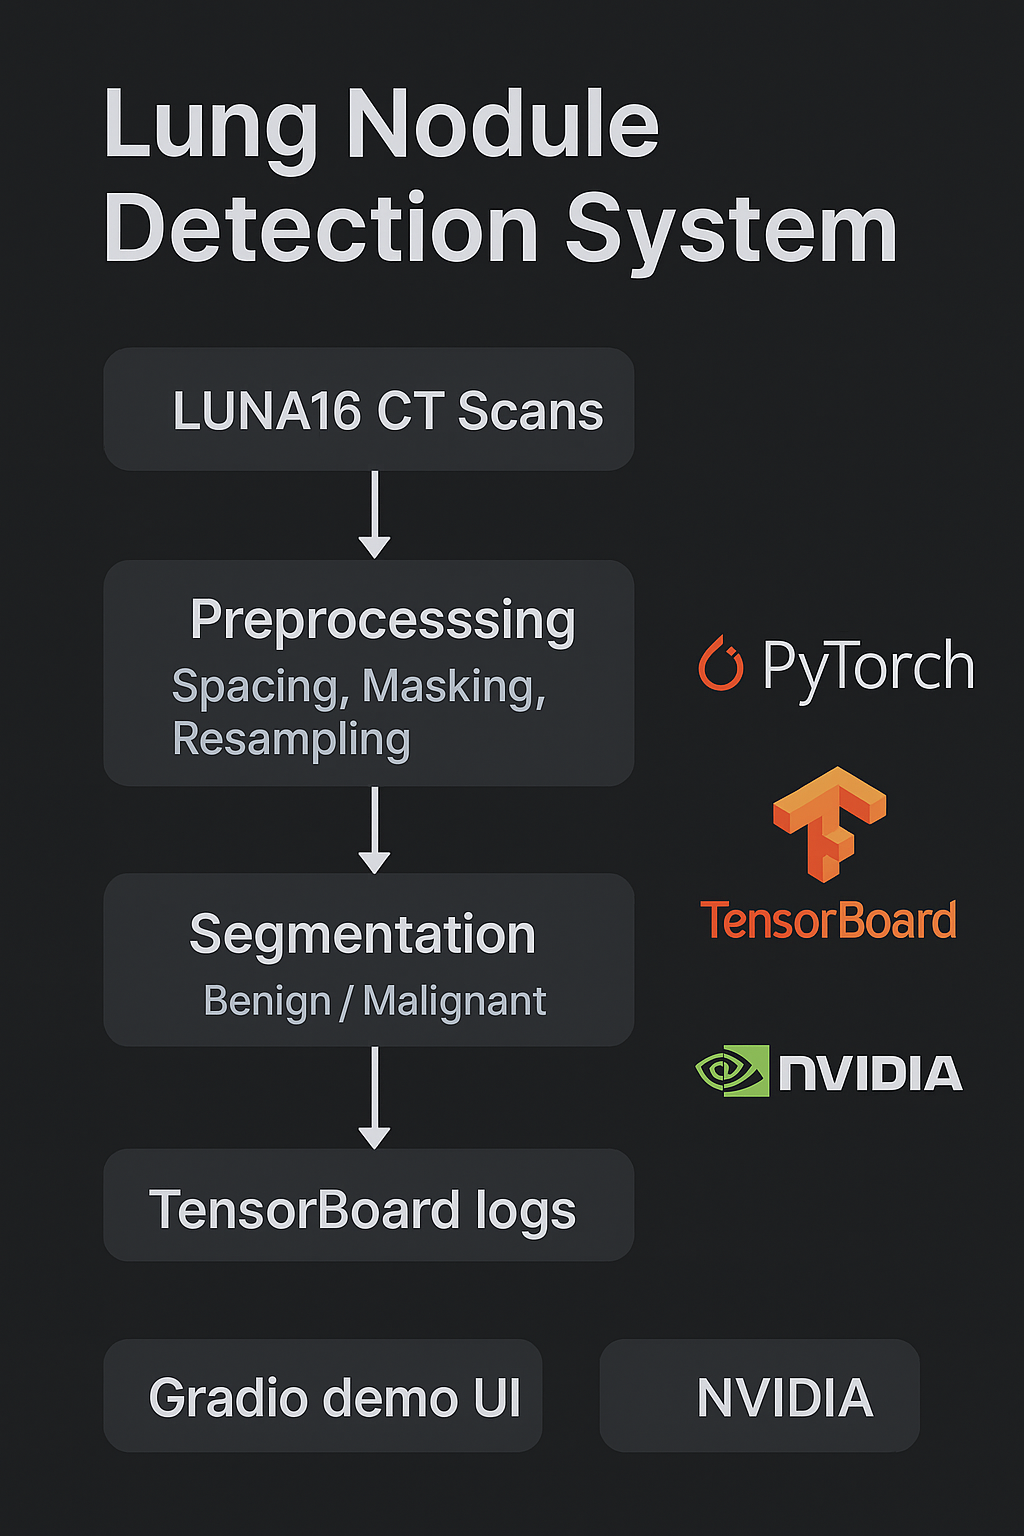 Lung Nodule
Detection System
LUNA16 CT Scans
Preprocesssing
Spacing, Masking,
Resampling
PyTorch
TensorBoard
Segmentation
Benign / Malignant
NVIDIA
TensorBoard logs
Gradio demo UI
NVIDIA